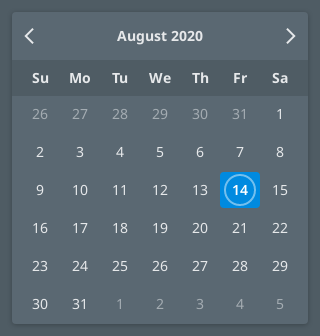 August 2020
Su Mo Tu We Th Fr Sa
26 27 28 29 30 31 1
2 3 4 5 6 7 8
9 10 11 12 13 14 15
16 17 18 19 20 21 22
23 24 25 26 27 28 29
30 31 1 2 3 4 5